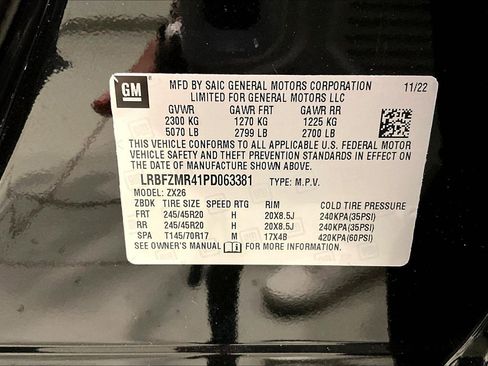 GM
MFD BY SAIC GENERAL MOTORS CORPORATION 11/22
LIMITED FOR GENERAL MOTORS LLC
GVWR GAWR FRT GAWR RR
2300 KG 1270 KG 1225 KG
5070 LB 2799 LB 2700 LB
THIS VEHICLE CONFORMS TO ALL APPLICABLE U.S. FEDERAL MOTOR
VEHICLE SAFETY AND THEFT PREVENTION STANDARDS IN EFFECT ON
THE DATE OF MANUFACTURE SHOWN ABOVE.
LRBFZMR41PD063381 TYPE: M.P.V.
MODEL: ZX26
ZBDK TIRE SIZE SPEED RTG RIM COLD TIRE PRESSURE
FRT 245/45R20 H 20X8.5J 240KPA(35PSI)
RR 245/45R20 H 20X8.5J 240KPA(35PSI)
SPA T145/70R17 M 17X4B 420KPA(60PSI)
SEE OWNER'S MANUAL FOR MORE INFORMATION